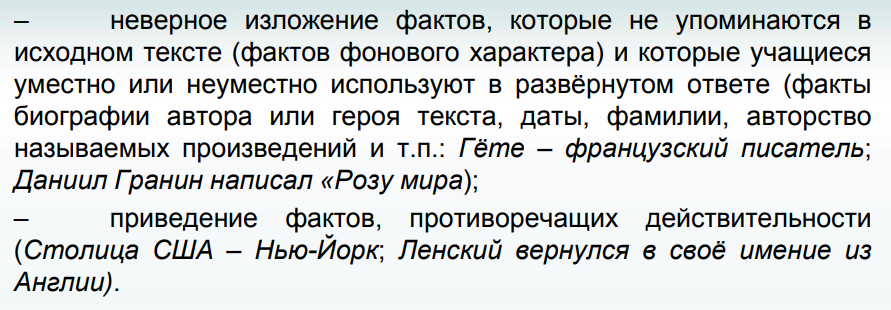 – неверное изложение фактов, которые не упоминаются в
исходном тексте (фактов фонового характера) и которые учащиеся
уместно или неуместно используют в развёрнутом ответе (факты
биографии автора или героя текста, даты, фамилии, авторство
называемых произведений и т.п.: Гёте – французский писатель;
Даниил Гранин написал «Розу мира);
– приведение фактов, противоречащих действительности
(Столица США – Нью-Йорк; Ленский вернулся в своё имение из
Англии).